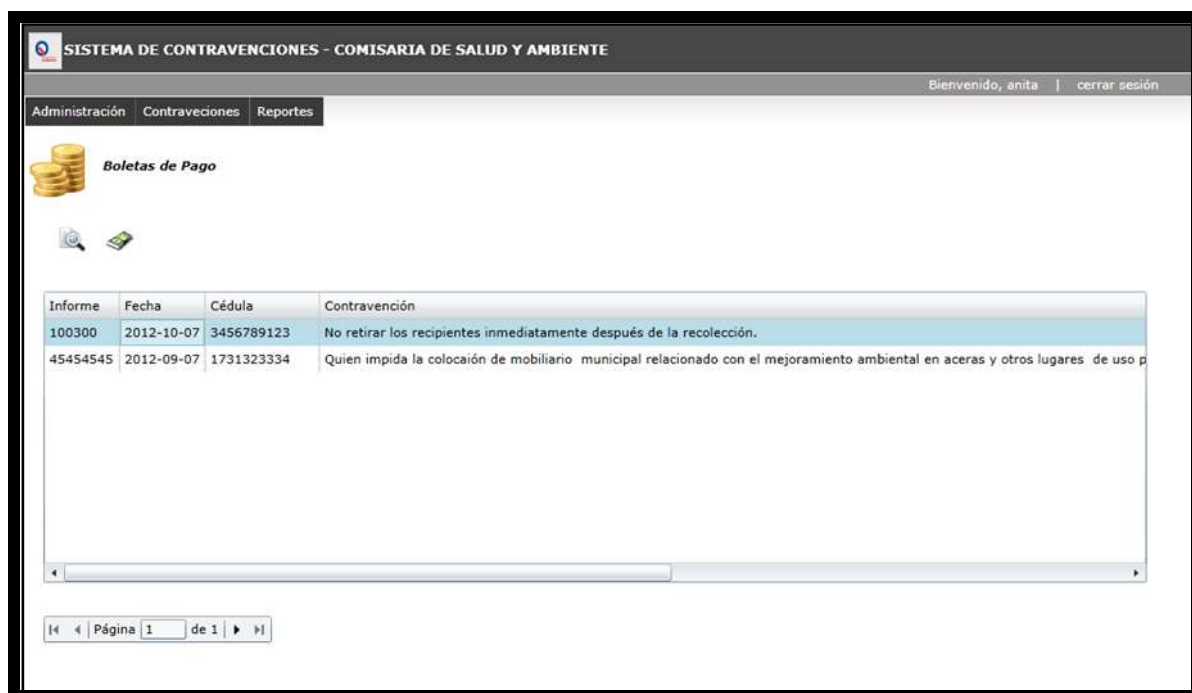 SISTEMA DE CONTRAVENCIONES - COMISARIA DE SALUD Y AMBIENTE
Bienvenido, anita | cerrar sesión
Administración Contraveciones Reportes
Boletas de Pago
Informe Fecha Cédula Contravención
100300 2012-10-07 3456789123 No retirar los recipientes inmediatamente después de la recolección.
45454545 2012-09-07 1731323334 Quien impida la colocaión de mobiliario municipal relacionado con el mejoramiento ambiental en aceras y otros lugares de uso p
Página 1 de 1